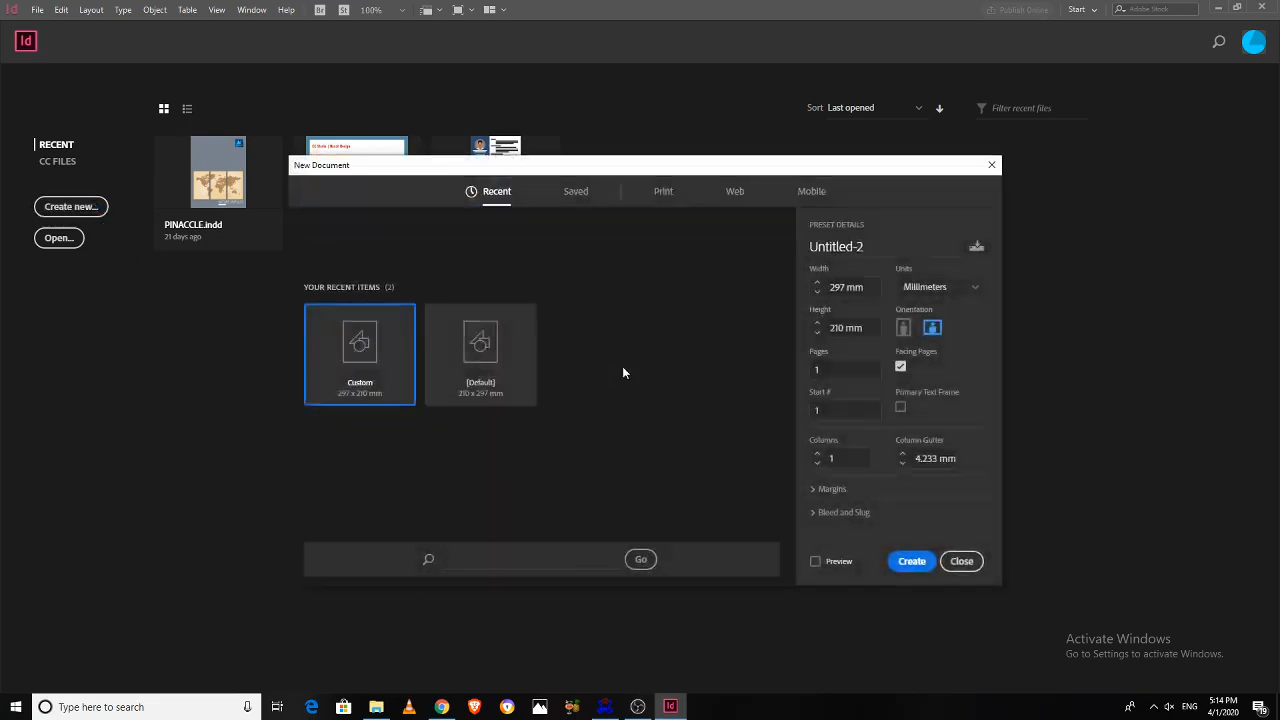 Id File Edit Layout Type Object Table View Window Help Br St 100% Publish Online Start Adobe Stock
Id
Sort Last opened Filter recent files
RECENT
CC FILES
Create new...
Open...
PINACCLE.indd
21 days ago
New Document
Recent Saved Print Web Mobile
YOUR RECENT ITEMS (2)
Custom
297 x 210 mm
[Default]
210 x 297 mm
Go
PRESET DETAILS
Untitled-2
Width Units
297 mm Millimeters
Height Orientation
210 mm
Pages Facing Pages
1
Start # Primary Text Frame
1
Columns Column Gutter
1 4.233 mm
Margins
Bleed and Slug
Preview Create Close
Activate Windows
Go to Settings to activate Windows.
Type here to search
Id
ENG
5:14 PM
4/1/2020